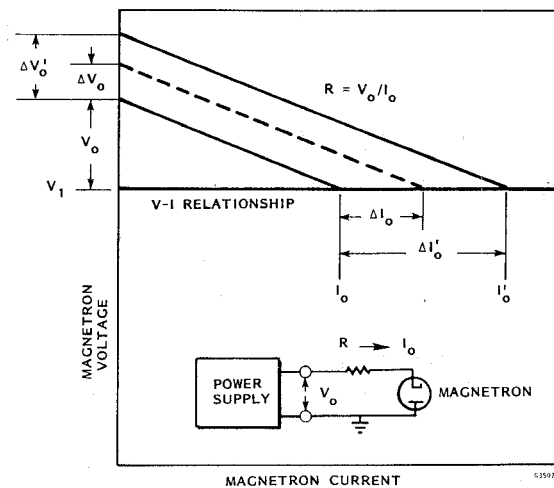 ΔV₀'
ΔV₀
V₀
V₁
R = V₀/I₀
V-I RELATIONSHIP
ΔI₀
ΔI₀'
I₀
I₀'
MAGNETRON
VOLTAGE
R → I₀
POWER
SUPPLY
V₀
MAGNETRON
MAGNETRON CURRENT